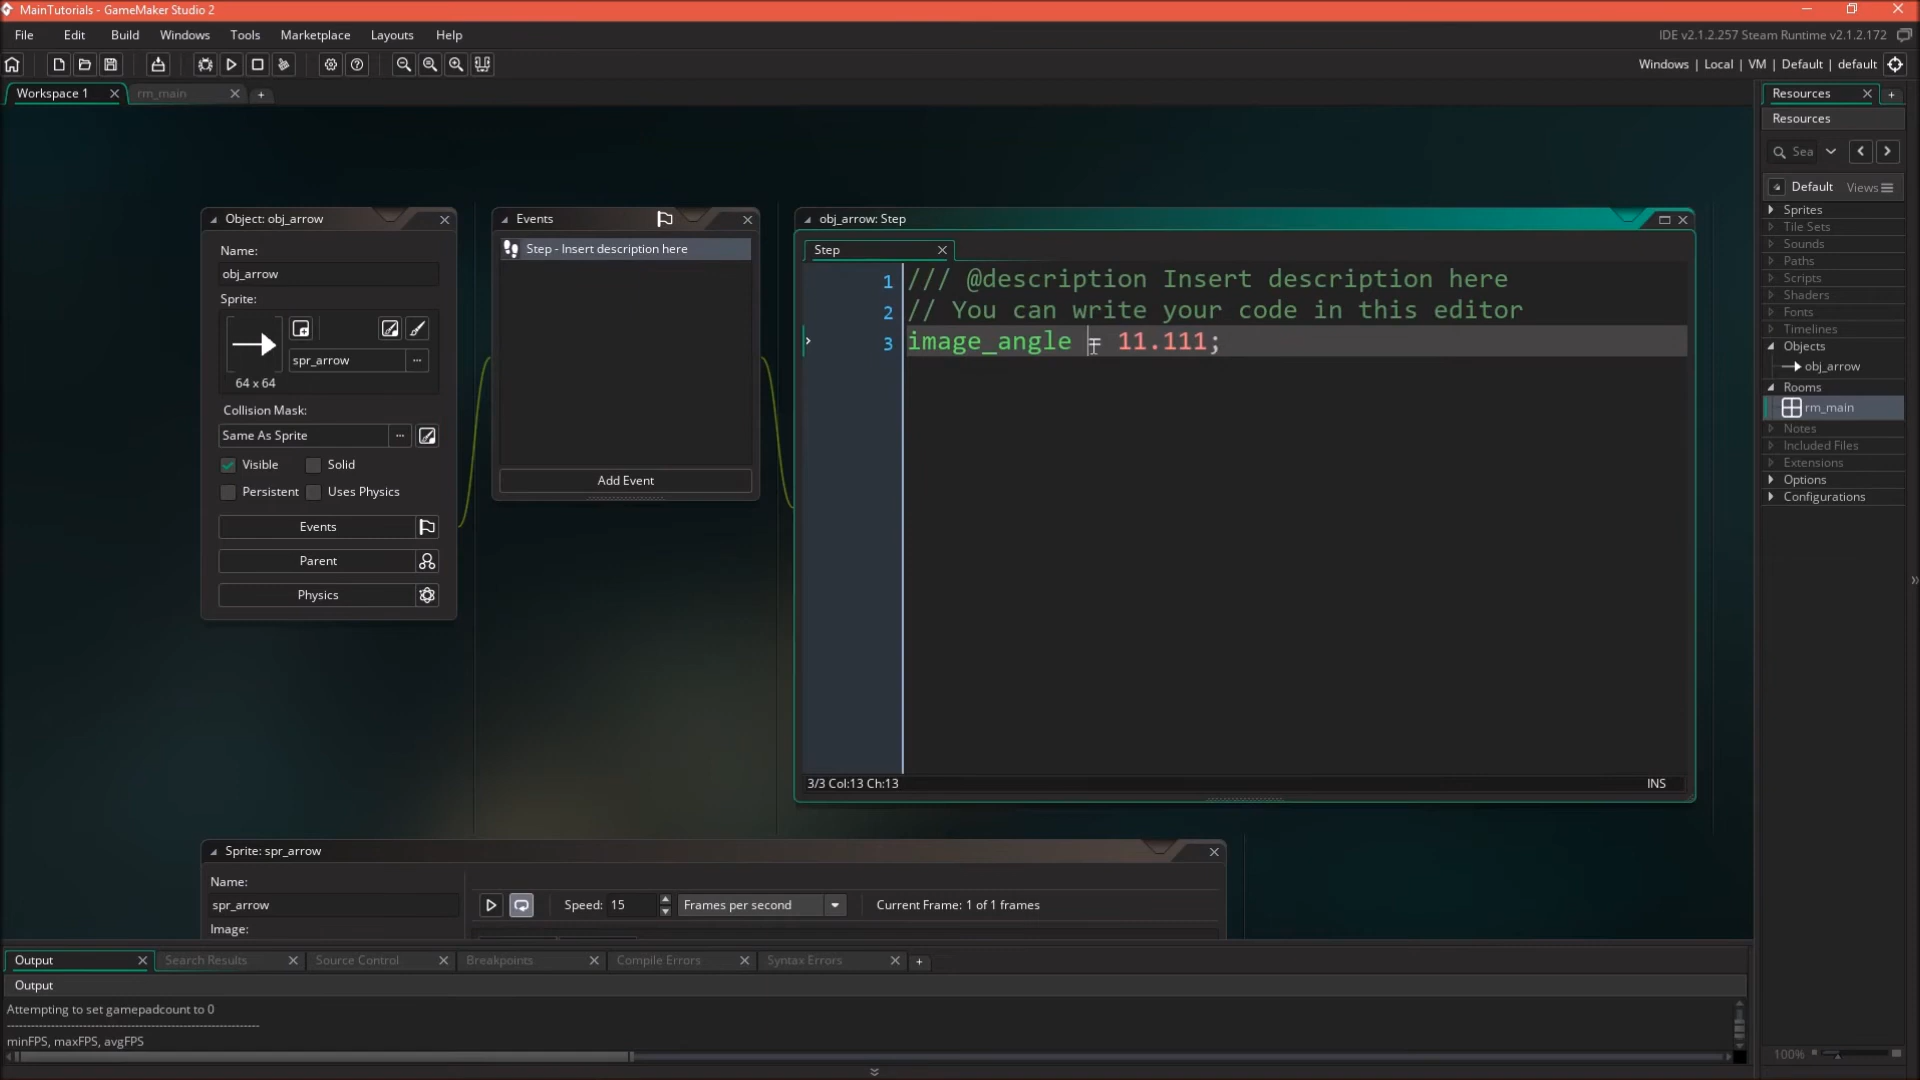 MainTutorials - GameMaker Studio 2
File Edit Build Windows Tools Marketplace Layouts Help
IDE v2.1.2.257 Steam Runtime v2.1.2.172
Windows | Local | VM | Default | default
Workspace 1
rm_main
Resources
Resources
Sea
Default
Views
Sprites
Tile Sets
Sounds
Paths
Scripts
Shaders
Fonts
Timelines
Objects
obj_arrow
Rooms
rm_main
Notes
Included Files
Extensions
Options
Configurations
Object: obj_arrow
Name:
obj_arrow
Sprite:
spr_arrow
64 x 64
Collision Mask:
Same As Sprite
Visible Solid
Persistent Uses Physics
Events
Parent
Physics
Events
Step - Insert description here
Add Event
obj_arrow: Step
Step
1 /// @description Insert description here
2 // You can write your code in this editor
3 image_angle = 11.111;
3/3 Col:13 Ch:13
INS
Sprite: spr_arrow
Name:
spr_arrow
Image:
Speed: 15
Frames per second
Current Frame: 1 of 1 frames
Output Search Results Source Control Breakpoints Compile Errors Syntax Errors
Output
Attempting to set gamepadcount to 0
minFPS, maxFPS, avgFPS
100%